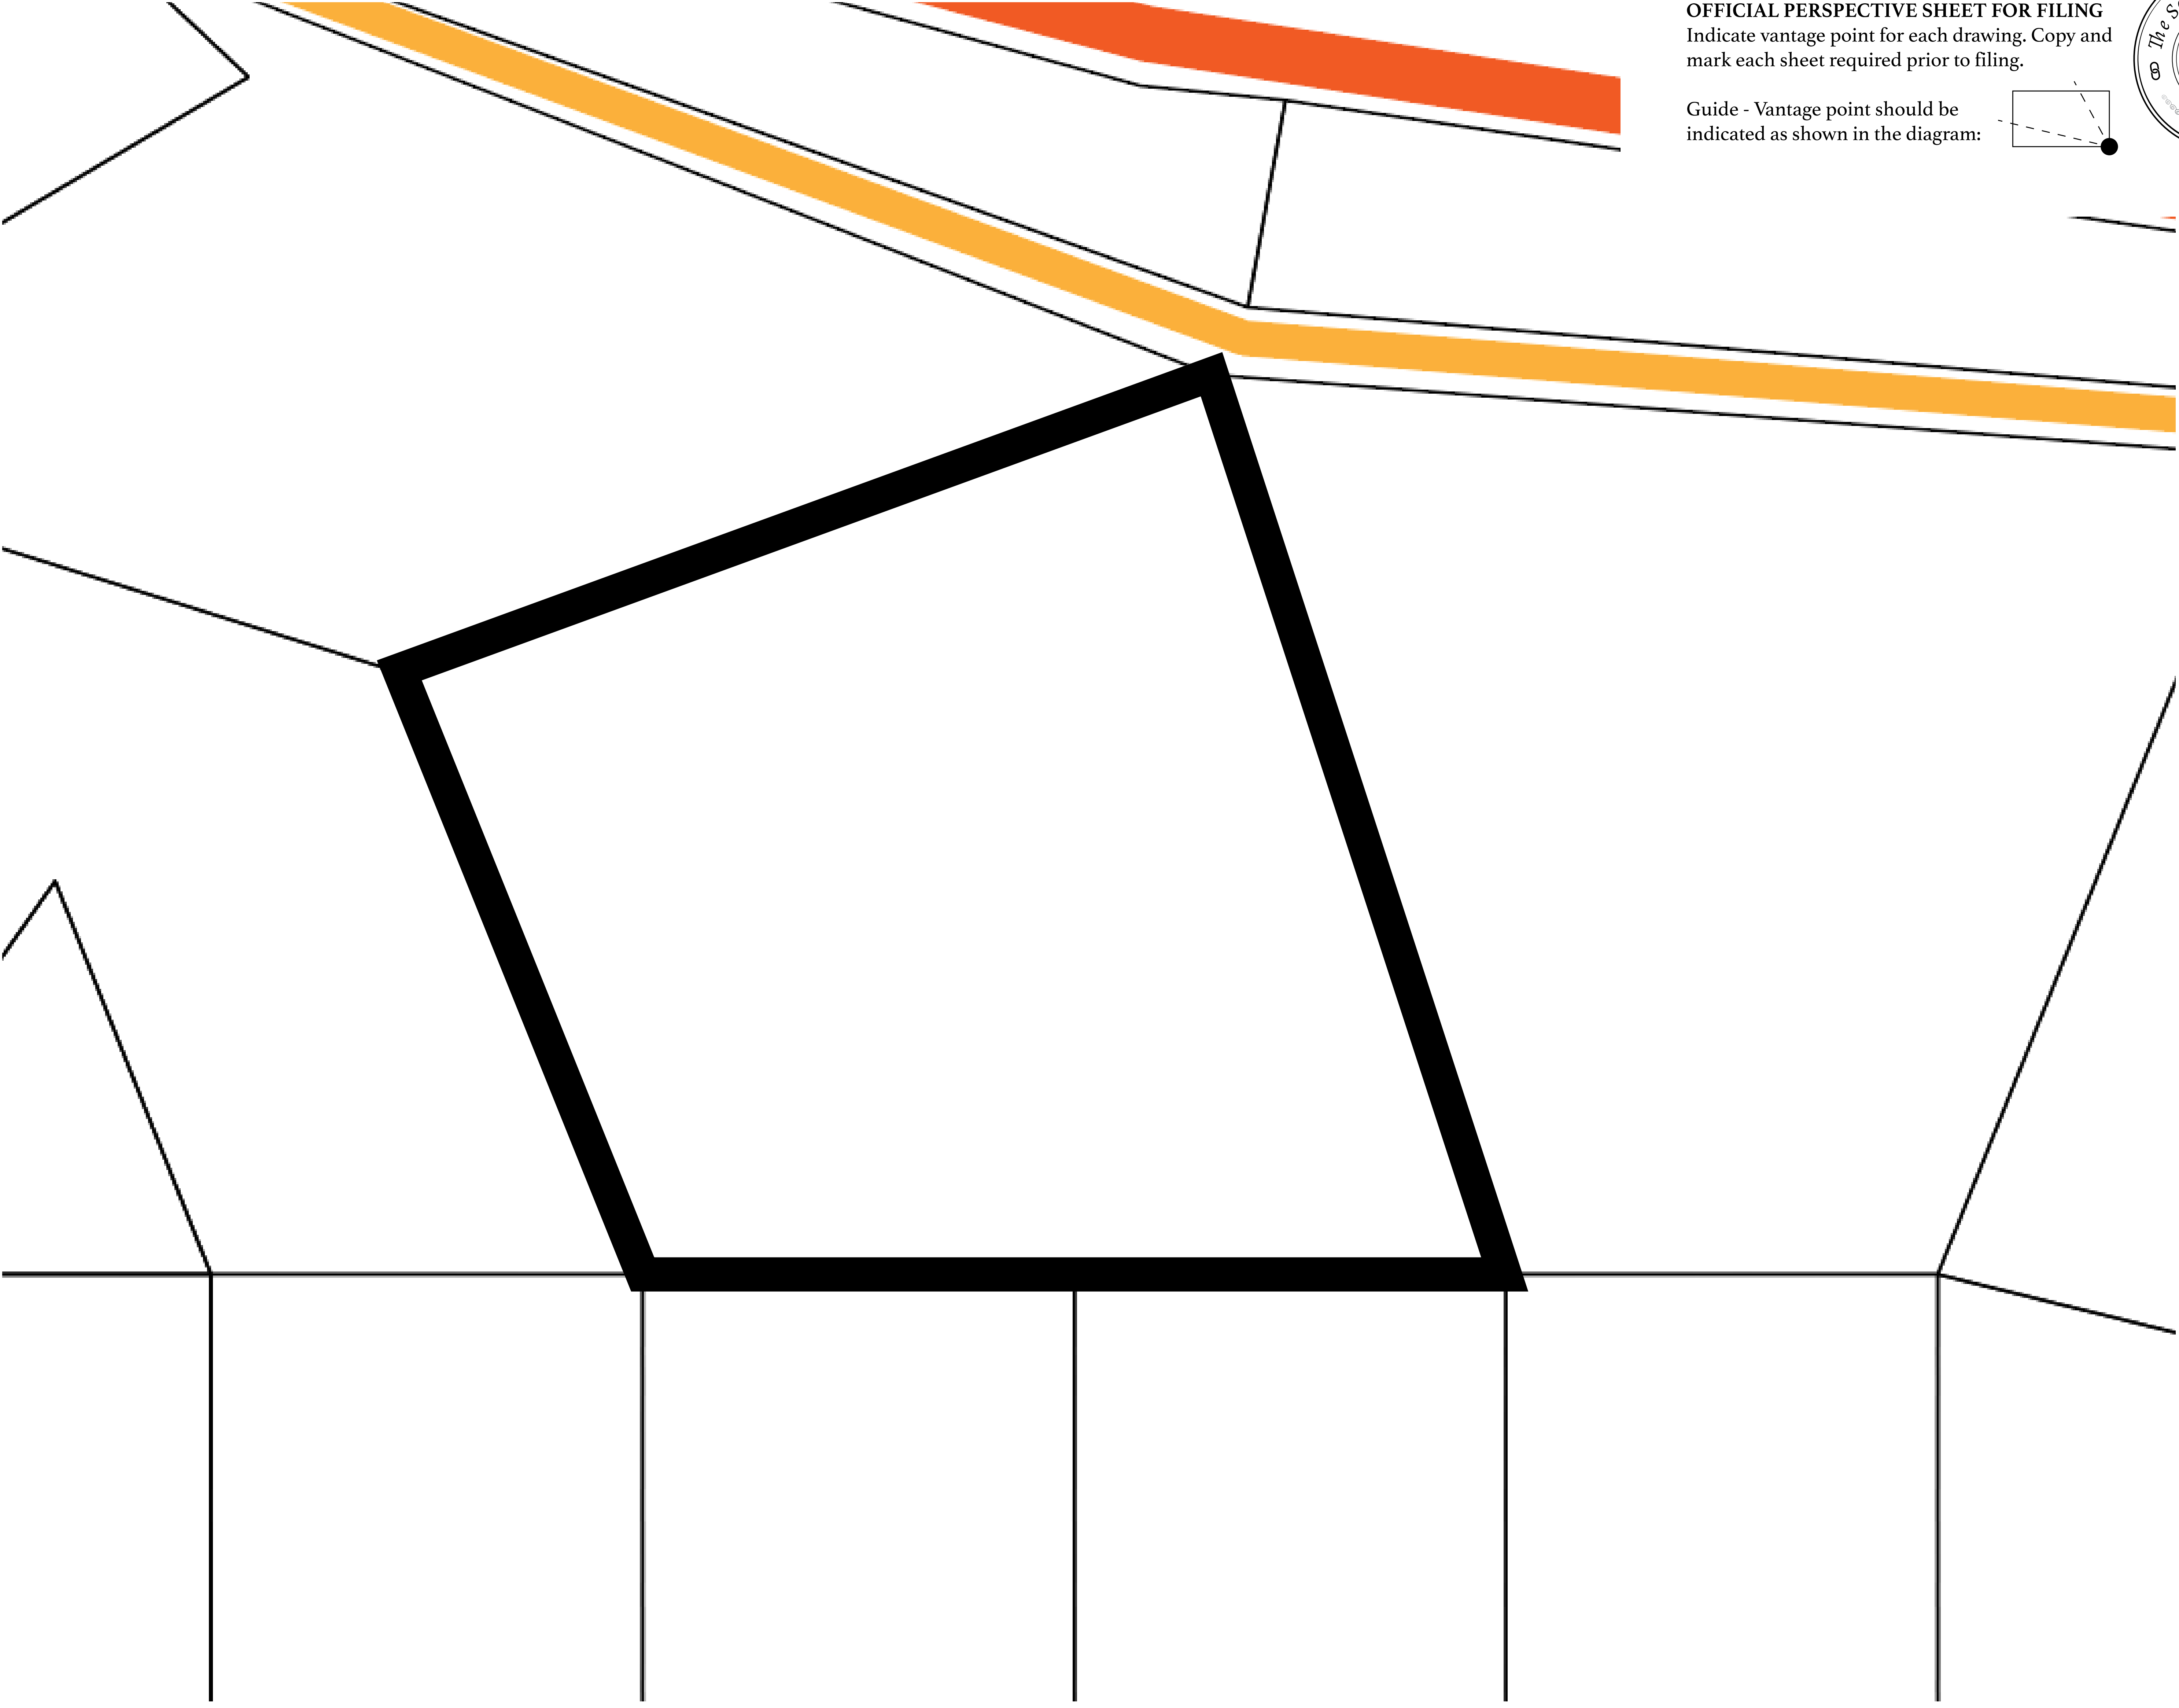 OFFICIAL PERSPECTIVE SHEET FOR FILING
Indicate vantage point for each drawing. Copy and
mark each sheet required prior to filing.
Guide - Vantage point should be
indicated as shown in the diagram:
The